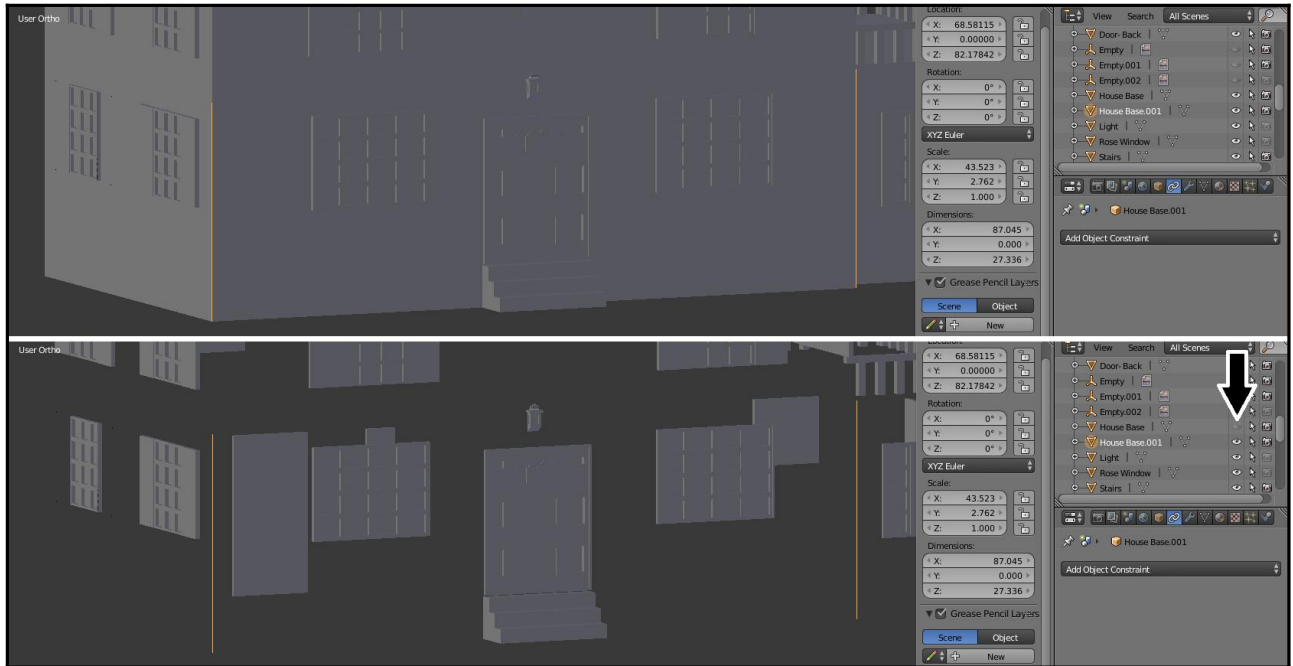 User Ortho
Location:
X: 68.58115
Y: 0.00000
Z: 82.17842
Rotation:
X: 0°
Y: 0°
Z: 0°
XYZ Euler
Scale:
X: 43.523
Y: 2.762
Z: 1.000
Dimensions:
X: 87.045
Y: 0.000
Z: 27.336
Grease Pencil Layers
Scene Object
New
View Search All Scenes
Door- Back
Empty
Empty.001
Empty.002
House Base
House Base.001
Light
Rose Window
Stairs
House Base.001
Add Object Constraint
User Ortho
X: 68.58115
Y: 0.00000
Z: 82.17842
Rotation:
X: 0°
Y: 0°
Z: 0°
XYZ Euler
Scale:
X: 43.523
Y: 2.762
Z: 1.000
Dimensions:
X: 87.045
Y: 0.000
Z: 27.336
Grease Pencil Layers
Scene Object
New
View Search All Scenes
Door- Back
Empty
Empty.001
Empty.002
House Base
House Base.001
Light
Rose Window
Stairs
House Base.001
Add Object Constraint